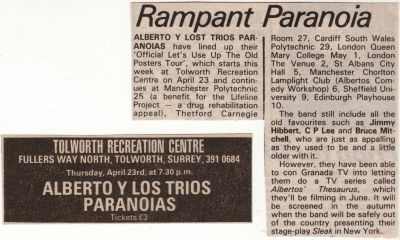 Rampant Paranoia
ALBERTO Y LOST TRIOS PAR-
ANOIAS have lined up their
'Official Let's Use Up The Old
Posters Tour', which starts this
week at Tolworth Recreation
Centre on April 23 and continues
at Manchester Polytechnic
25 (a benefit for the Lifeline
Project — a drug rehabilitation
appeal), Thetford Carnegie
Room 27, Cardiff South Wales
Polytechnic 29, London Queen
Mary College May 1, London
The Venue 2, St Albans City
Hall 5, Manchester Chorlton
Lamplight Club (Albertos Com-
edy Workshop) 6, Sheffield Uni-
versity 9, Edinburgh Playhouse
10.
The band still include all the
old favourites such as Jimmy
Hibbert, C P Lee and Bruce Mit-
chell, who are just as appalling
as they used to be and a little
older with it.
However, they have been able to
con Granada TV into letting
them do a TV series called
Albertos' Thesaurus, which
they'll be filming in June. It will
be screened in the autumn
when the band will be safely out
of the country presenting their
stage-play Sleak in New York.
TOLWORTH RECREATION CENTRE
FULLERS WAY NORTH, TOLWORTH, SURREY, 391 0684
Thursday, April 23rd, at 7.30 p.m.
ALBERTO Y LOS TRIOS
PARANOIAS
Tickets £3